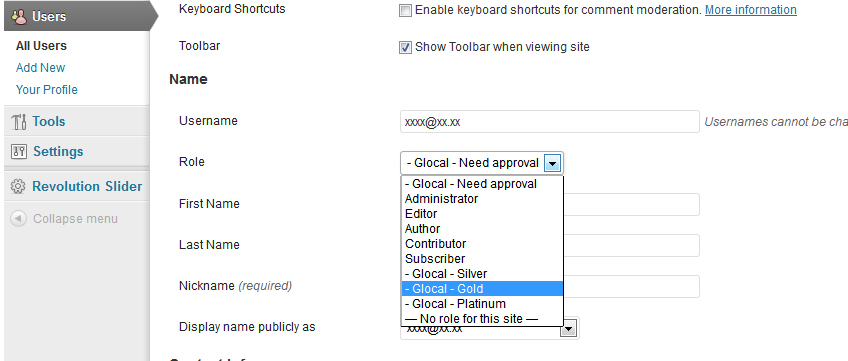 Users
All Users
Add New
Your Profile
Tools
Settings
Revolution Slider
Collapse menu
Keyboard Shortcuts
Enable keyboard shortcuts for comment moderation. More information
Toolbar
Show Toolbar when viewing site
Name
Username
xxxx@xx.xx
Usernames cannot be cha
Role
- Glocal - Need approval
- Glocal - Need approval
Administrator
Editor
Author
Contributor
Subscriber
- Glocal - Silver
- Glocal - Gold
- Glocal - Platinum
— No role for this site —
First Name
Last Name
Nickname (required)
Display name publicly as
xxxx@xx.xx